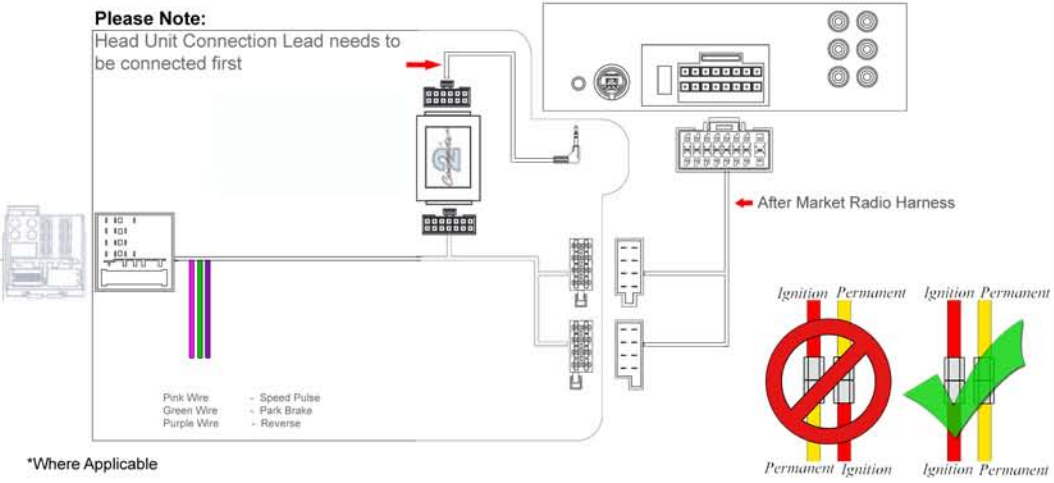 Please Note:
Head Unit Connection Lead needs to
be connected first
After Market Radio Harness
Ignition Permanent
Ignition Permanent
Pink Wire - Speed Pulse
Green Wire - Park Brake
Purple Wire - Reverse
Permanent Ignition
Ignition Permanent
*Where Applicable